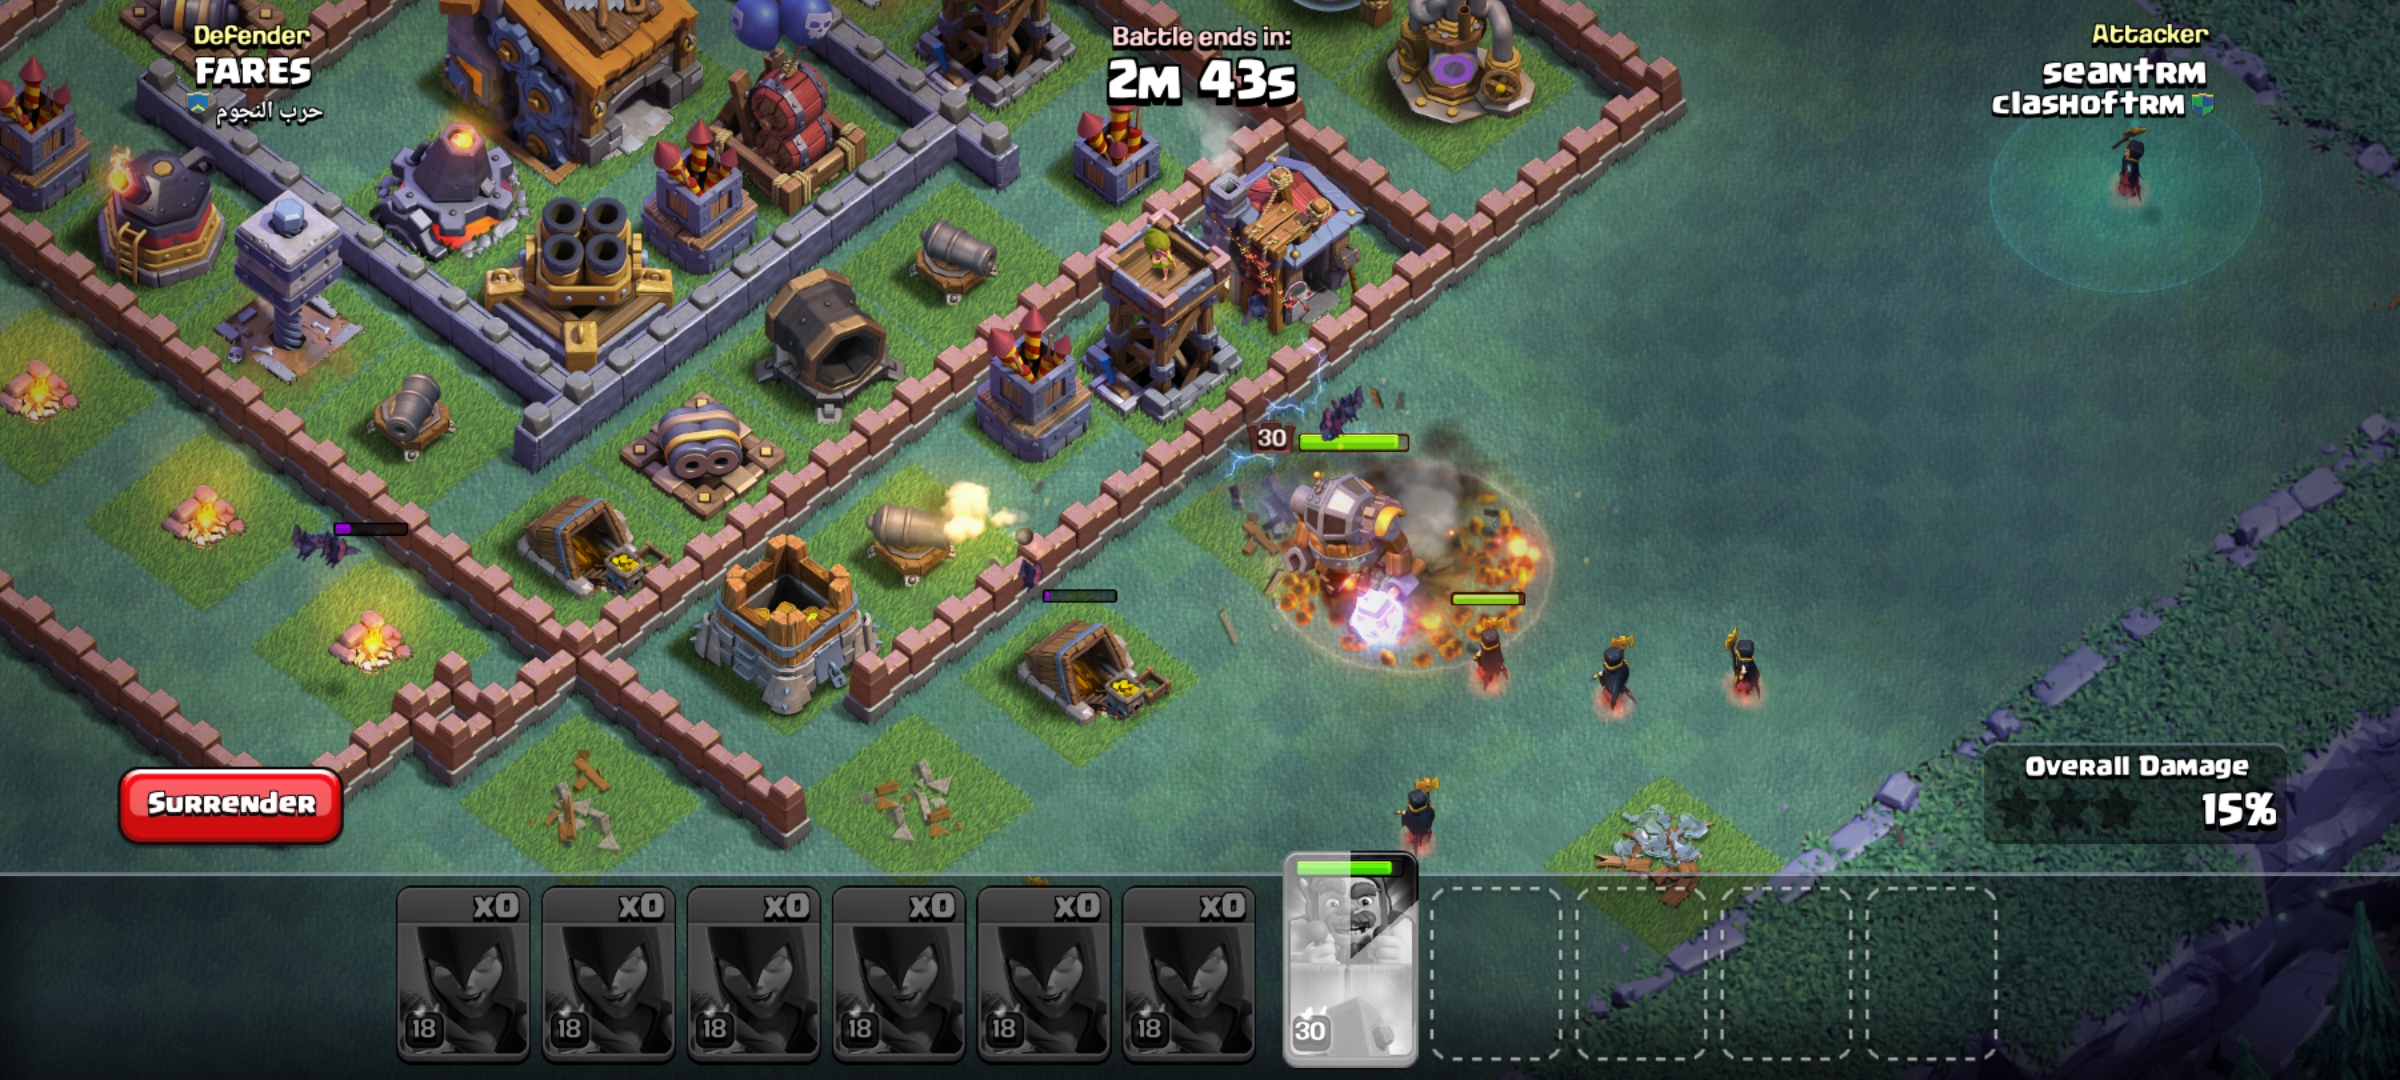 Defender
FARES
حرب النجوم
Battle ends in:
2M 43s
Attacker
seantRM
clashoftRM
30
Surrender
Overall Damage
15%
x0 x0 x0 x0 x0 x0
18 18 18 18 18 18 30